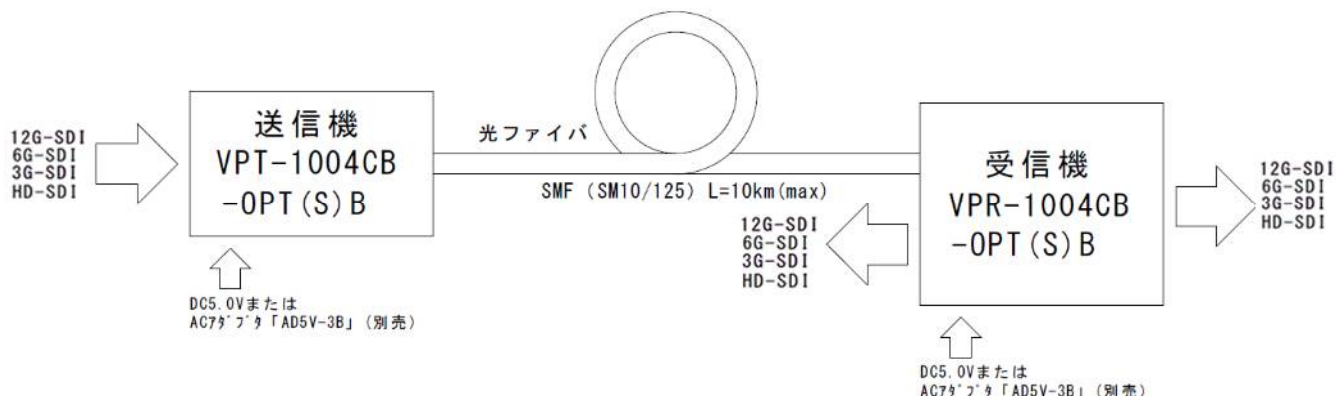 12G-SDI
6G-SDI
3G-SDI
HD-SDI
送信機
VPT-1004CB
-OPT(S)B
DC5.0Vまたは
ACｱﾀﾞﾌﾟﾀ「AD5V-3B」(別売)
光ファイバ
SMF (SM10/125) L=10km(max)
12G-SDI
6G-SDI
3G-SDI
HD-SDI
受信機
VPR-1004CB
-OPT(S)B
12G-SDI
6G-SDI
3G-SDI
HD-SDI
DC5.0Vまたは
ACｱﾀﾞﾌﾟﾀ「AD5V-3B」(別売)